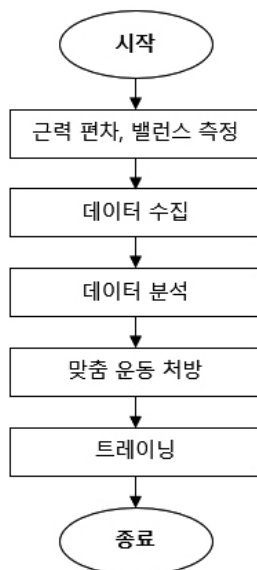 시작
근력 편차, 밸런스 측정
데이터 수집
데이터 분석
맞춤 운동 처방
트레이닝
종료